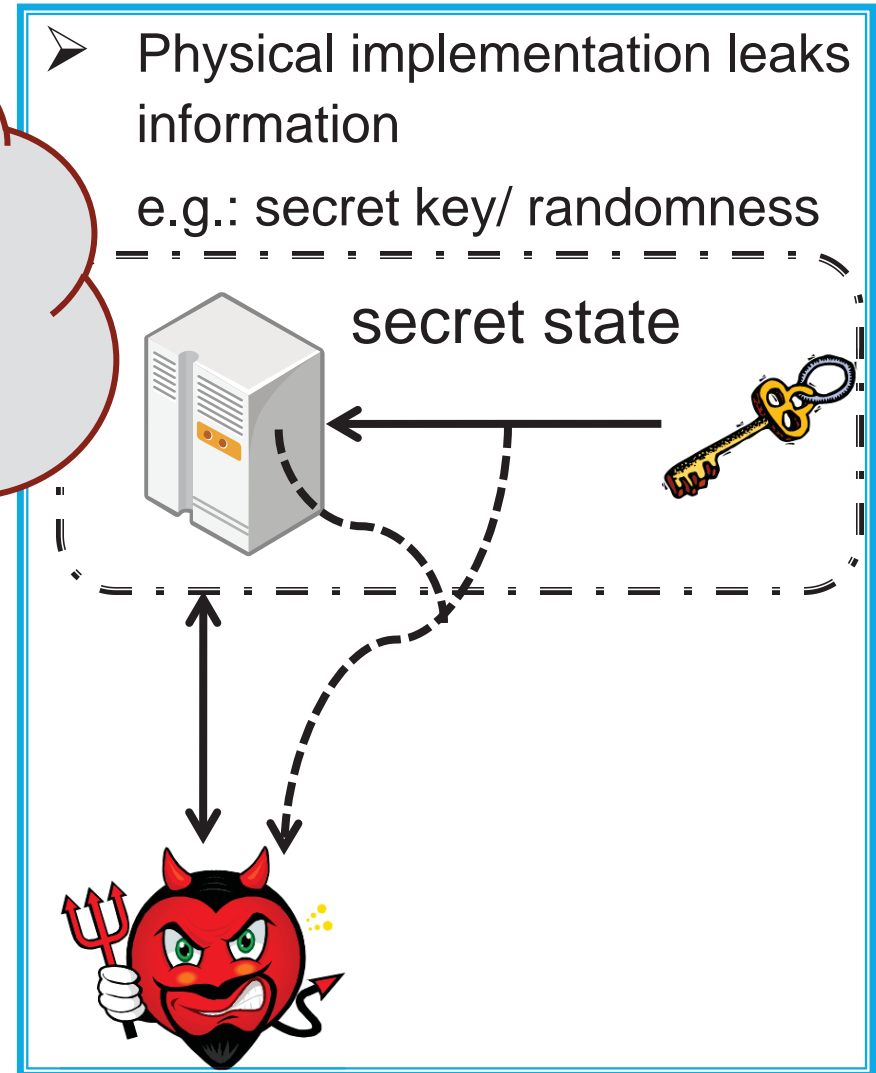 Physical implementation leaks
information
e.g.: secret key/ randomness
secret state